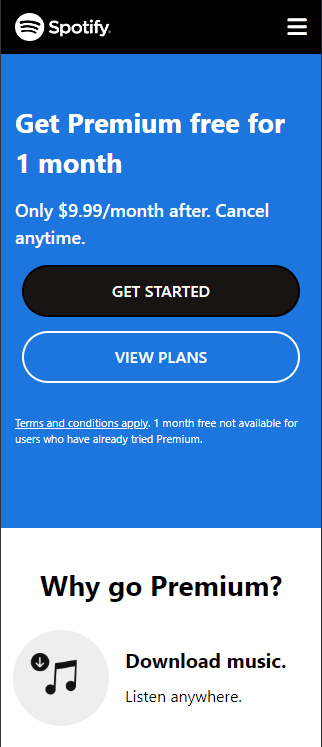 Spotify
Get Premium free for
1 month
Only $9.99/month after. Cancel
anytime.
GET STARTED
VIEW PLANS
Terms and conditions apply. 1 month free not available for
users who have already tried Premium.
Why go Premium?
Download music.
Listen anywhere.